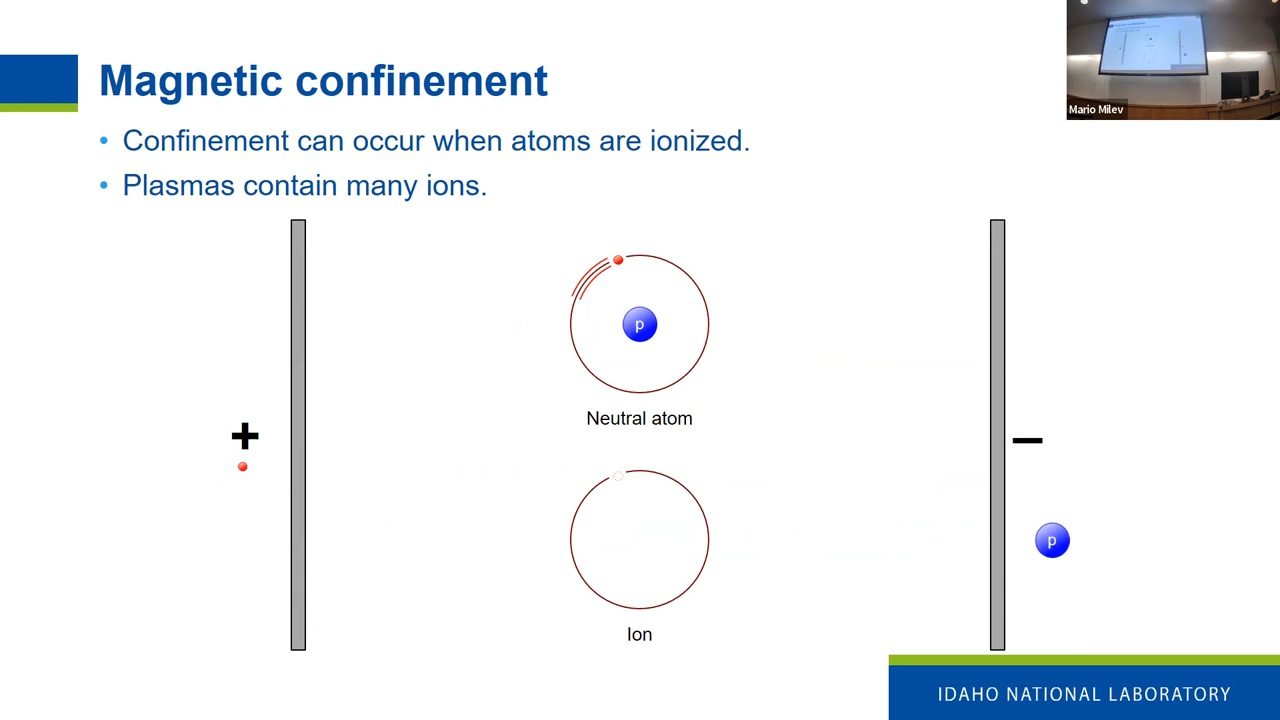 Magnetic confinement
Mario Milev
• Confinement can occur when atoms are ionized.
• Plasmas contain many ions.
p
Neutral atom
+
–
p
Ion
IDAHO NATIONAL LABORATORY